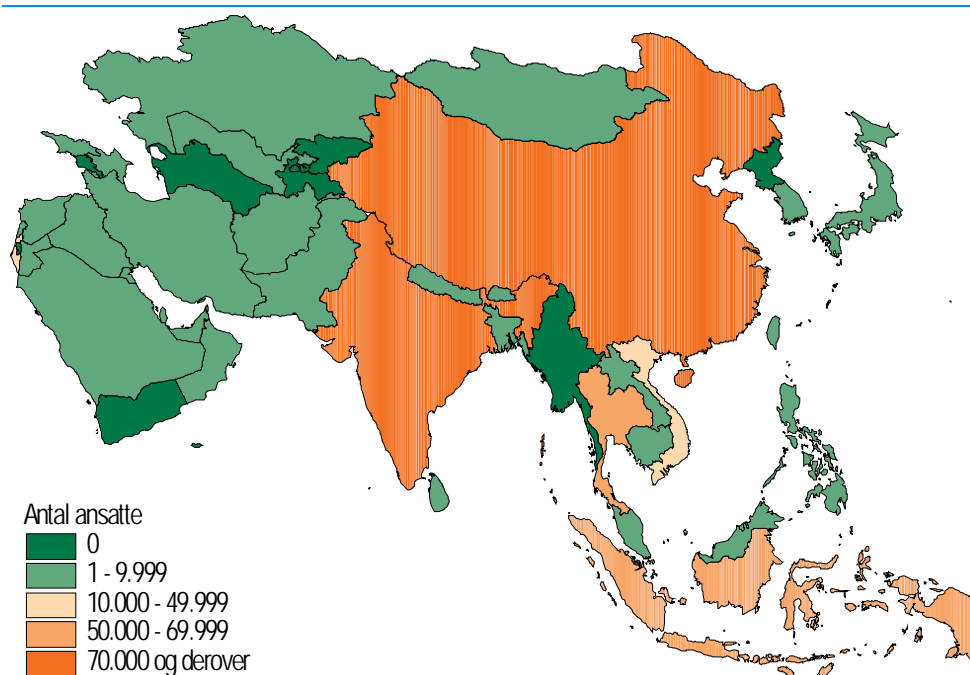 Antal ansatte
0
1 - 9.999
10.000 - 49.999
50.000 - 69.999
70.000 og derover